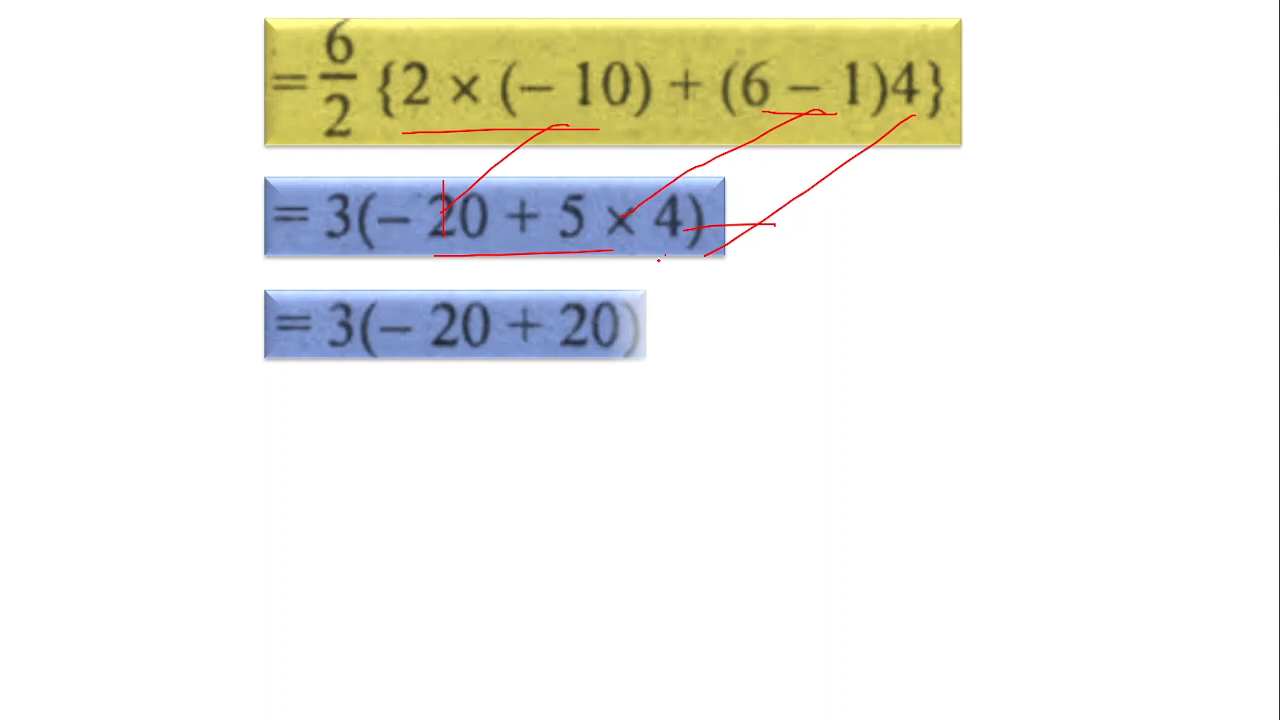 = 6/2 {2 × (– 10) + (6 – 1)4}
= 3(– 20 + 5 × 4)
= 3(– 20 + 20)